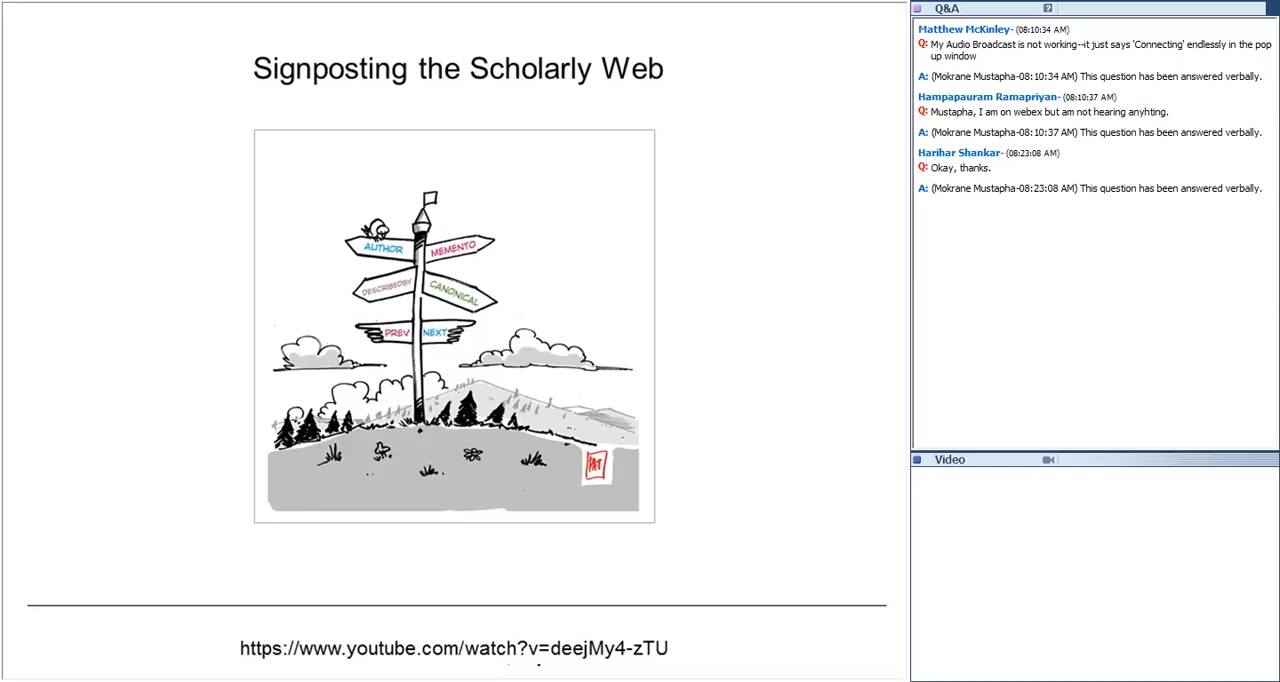 Signposting the Scholarly Web
AUTHOR
MEMENTO
DESCRIBEDBY
CANONICAL
PREV
NEXT
PAT
https://www.youtube.com/watch?v=deejMy4-zTU
Q&A
Matthew McKinley- (08:10:34 AM)
Q: My Audio Broadcast is not working--it just says 'Connecting' endlessly in the pop
up window
A: (Mokrane Mustapha-08:10:34 AM) This question has been answered verbally.
Hampapauram Ramapriyan- (08:10:37 AM)
Q: Mustapha, I am on webex but am not hearing anyhting.
A: (Mokrane Mustapha-08:10:37 AM) This question has been answered verbally.
Harihar Shankar- (08:23:08 AM)
Q: Okay, thanks.
A: (Mokrane Mustapha-08:23:08 AM) This question has been answered verbally.
Video